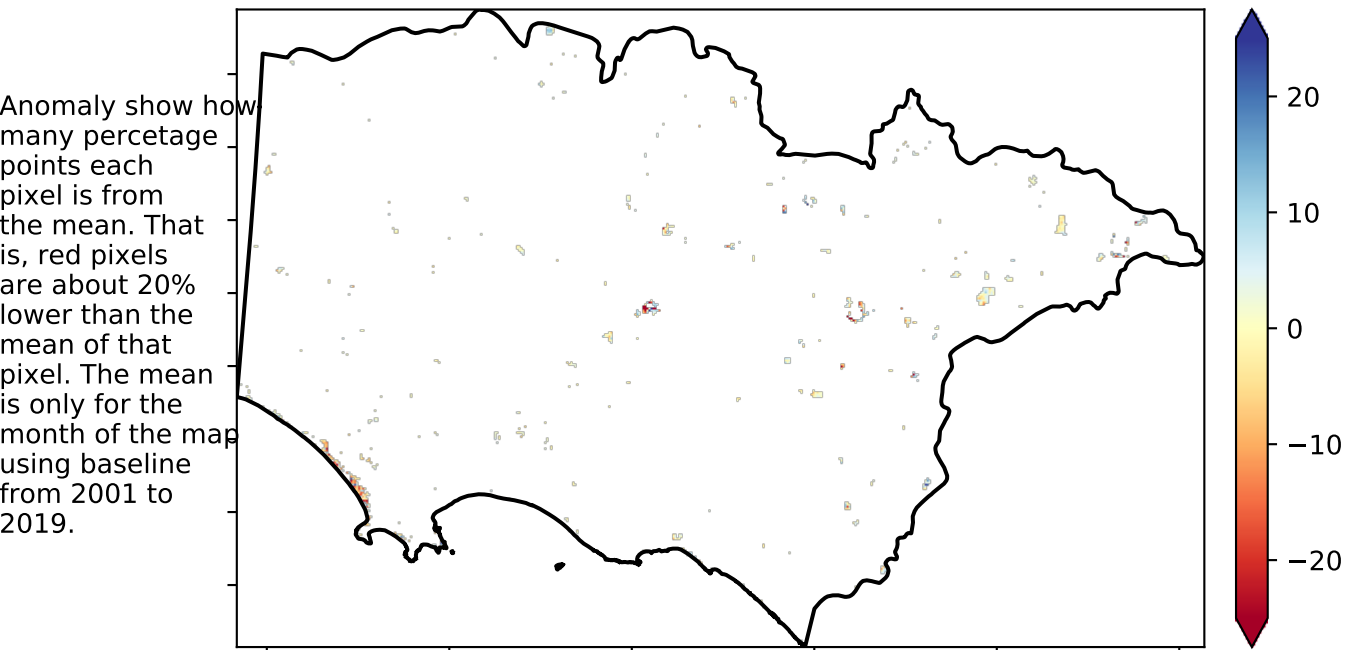 Anomaly show how
many percetage
points each
pixel is from
the mean. That
is, red pixels
are about 20%
lower than the
mean of that
pixel. The mean
is only for the
month of the map
using baseline
from 2001 to
2019.
20
10
0
−10
−20